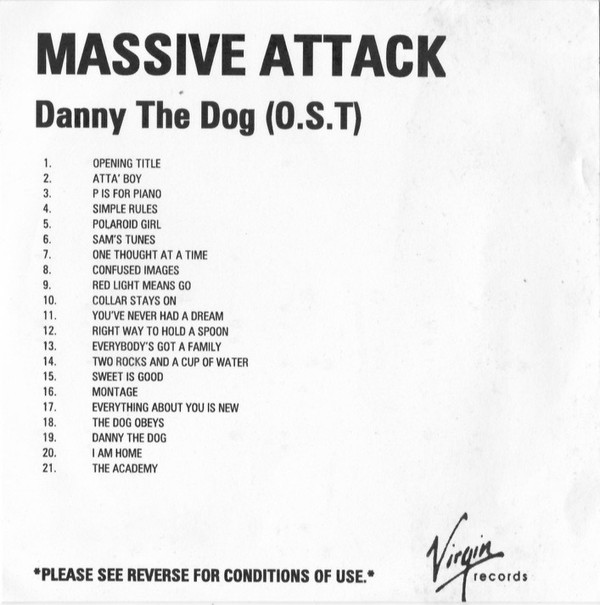 MASSIVE ATTACK
Danny The Dog (O.S.T)
1. OPENING TITLE
2. ATTA' BOY
3. P IS FOR PIANO
4. SIMPLE RULES
5. POLAROID GIRL
6. SAM'S TUNES
7. ONE THOUGHT AT A TIME
8. CONFUSED IMAGES
9. RED LIGHT MEANS GO
10. COLLAR STAYS ON
11. YOU'VE NEVER HAD A DREAM
12. RIGHT WAY TO HOLD A SPOON
13. EVERYBODY'S GOT A FAMILY
14. TWO ROCKS AND A CUP OF WATER
15. SWEET IS GOOD
16. MONTAGE
17. EVERYTHING ABOUT YOU IS NEW
18. THE DOG OBEYS
19. DANNY THE DOG
20. I AM HOME
21. THE ACADEMY
*PLEASE SEE REVERSE FOR CONDITIONS OF USE.*
Virgin
records